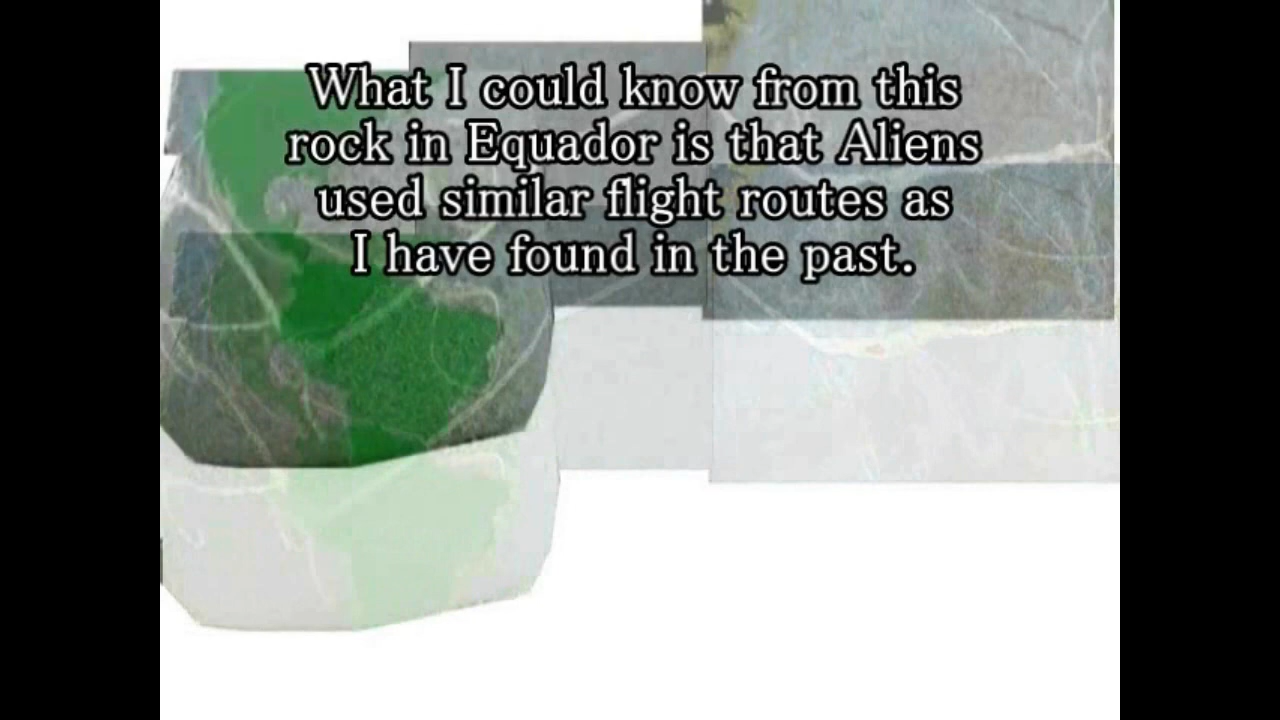 What I could know from this
rock in Equador is that Aliens
used similar flight routes as
I have found in the past.